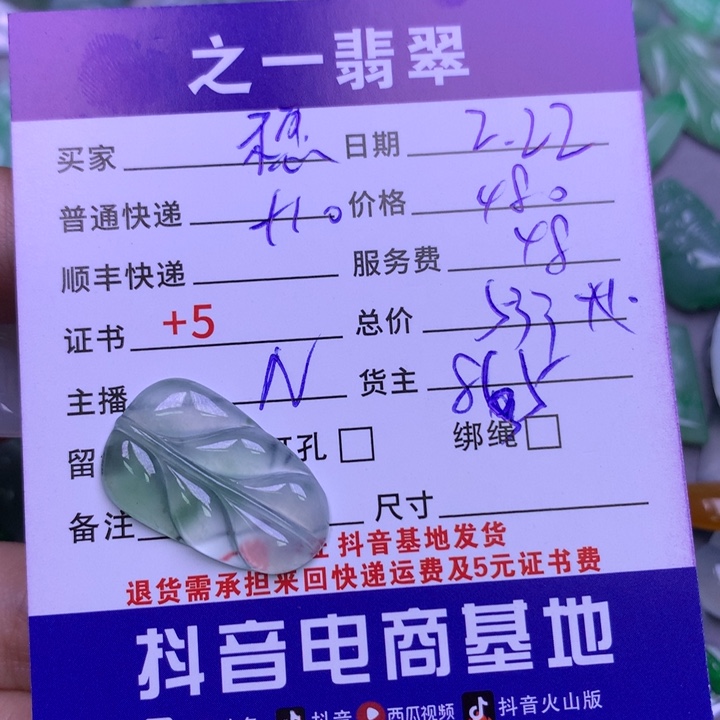 之一翡翠
买家 日期 2.22
普通快递 价格 480
顺丰快递 服务费 48
证书 +5 总价 533
主播 N 货主 865
留 孔 绑绳
备注 尺寸
抖音基地发货
退货需承担来回快递运费及5元证书费
抖音电商基地
抖音 西瓜视频 抖音火山版